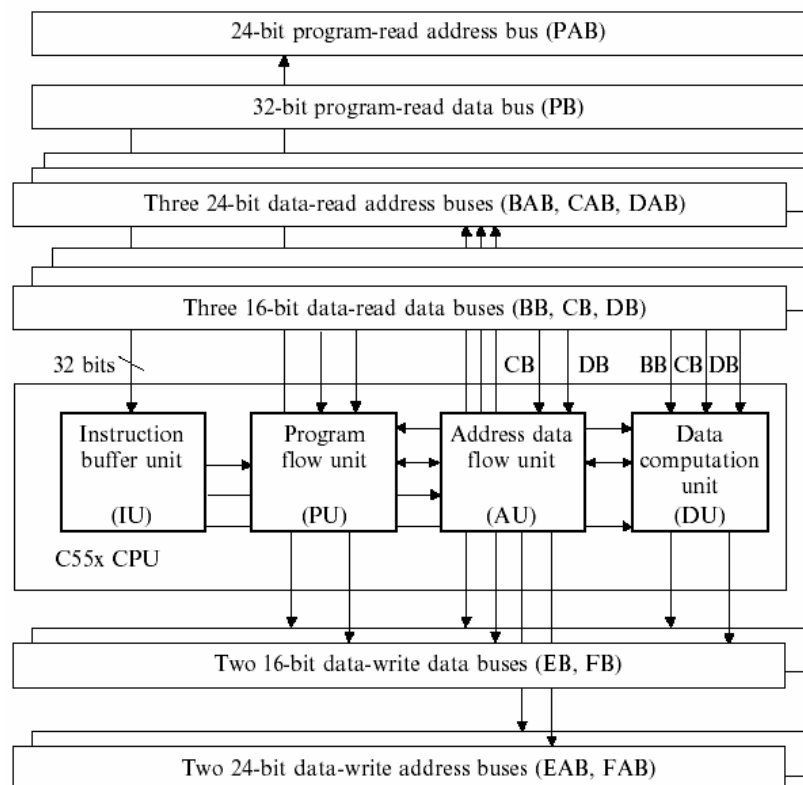 24-bit program-read address bus (PAB)
32-bit program-read data bus (PB)
Three 24-bit data-read address buses (BAB, CAB, DAB)
Three 16-bit data-read data buses (BB, CB, DB)
32 bits
CB
DB
BB
CB
DB
Instruction
buffer unit
(IU)
Program
flow unit
(PU)
Address data
flow unit
(AU)
Data
computation
unit
(DU)
C55x CPU
Two 16-bit data-write data buses (EB, FB)
Two 24-bit data-write address buses (EAB, FAB)